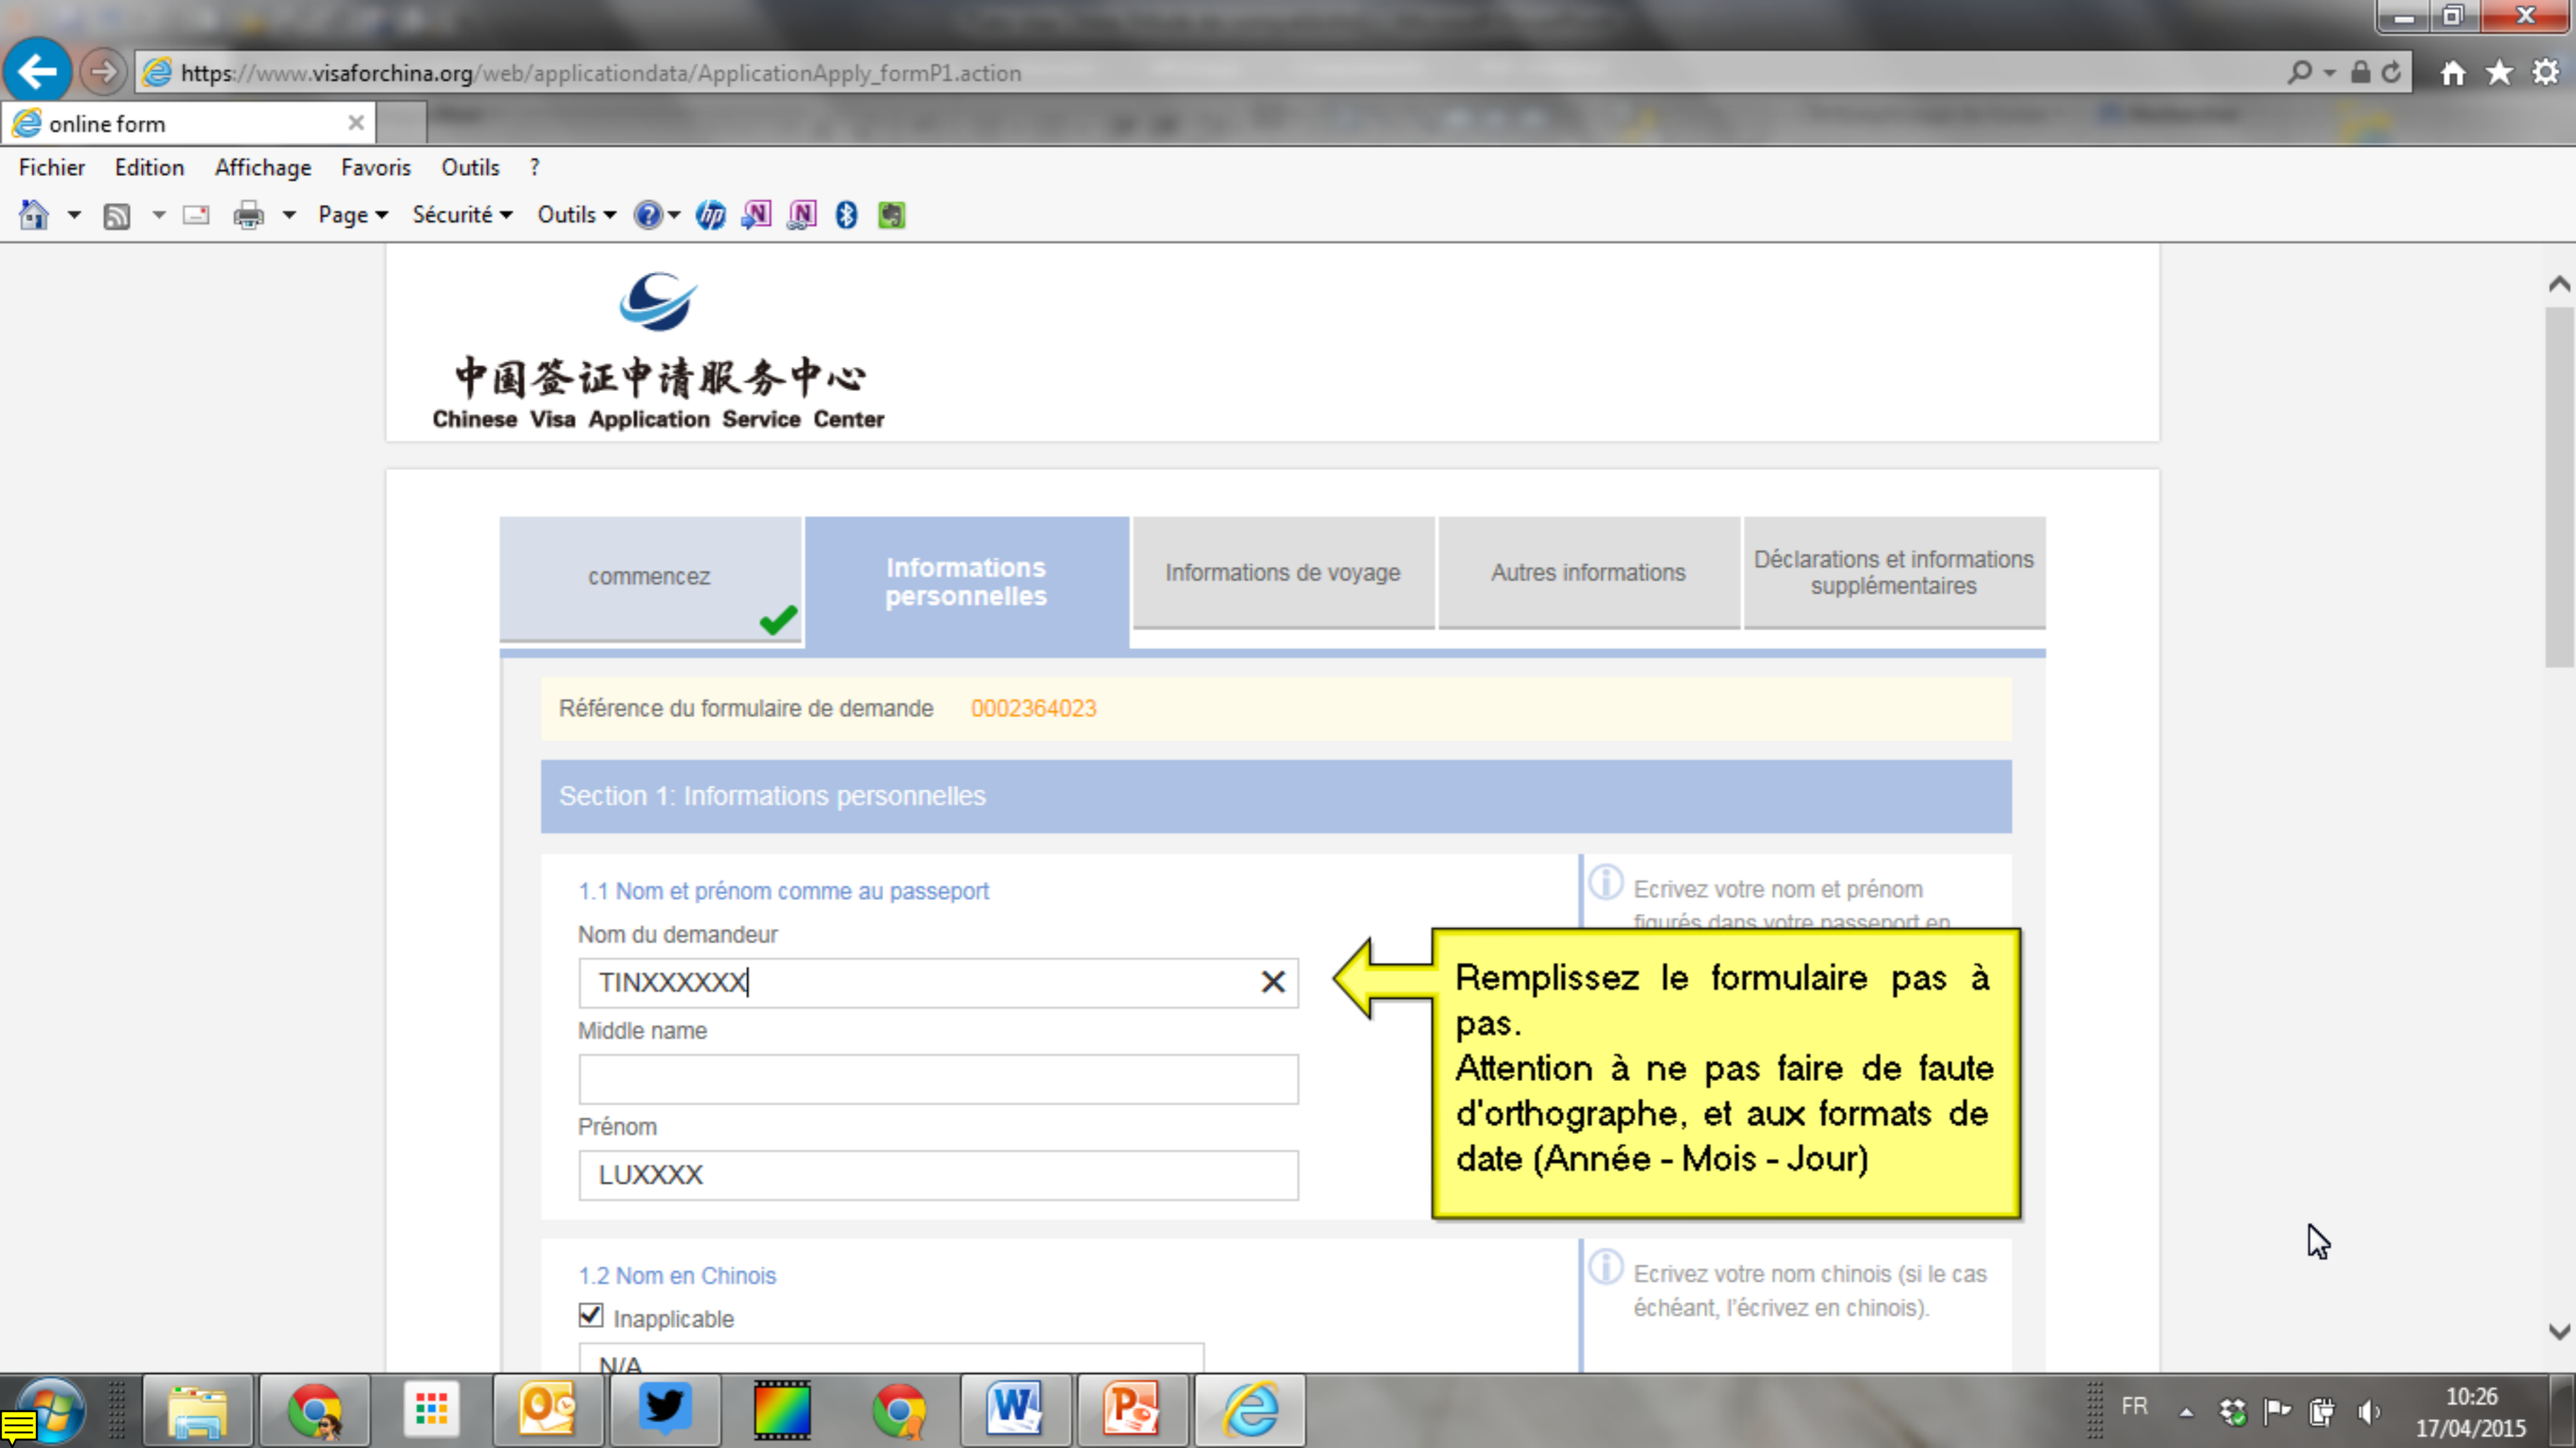 https://www.visaforchina.org/web/applicationdata/ApplicationApply_formP1.action
online form
Fichier Edition Affichage Favoris Outils ?
Page Sécurité Outils
中国签证申请服务中心
Chinese Visa Application Service Center
commencez
Informations
personnelles
Informations de voyage
Autres informations
Déclarations et informations
supplémentaires
Référence du formulaire de demande 0002364023
Section 1: Informations personnelles
1.1 Nom et prénom comme au passeport
Nom du demandeur
TINXXXXXX
Middle name
Prénom
LUXXXX
Ecrivez votre nom et prénom
figurés dans votre passeport en
Remplissez le formulaire pas à
pas.
Attention à ne pas faire de faute
d'orthographe, et aux formats de
date (Année - Mois - Jour)
1.2 Nom en Chinois
Inapplicable
N/A
Ecrivez votre nom chinois (si le cas
échéant, l'écrivez en chinois).
FR
10:26
17/04/2015